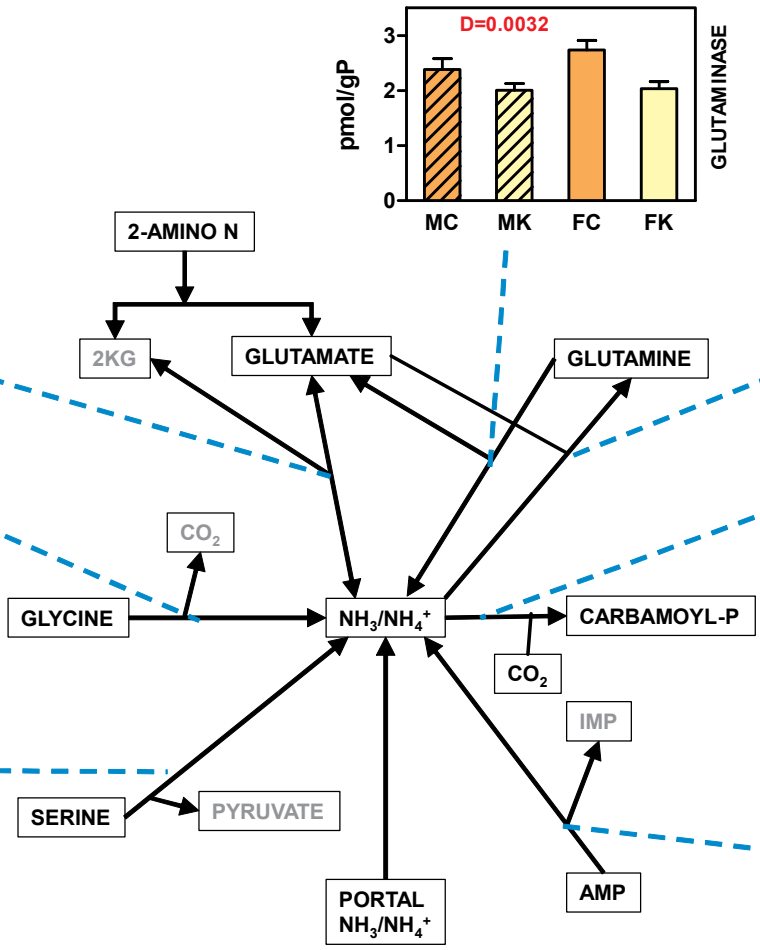 D=0.0032
3
2
1
0
pmol/gP
GLUTAMINASE
MC MK FC FK
2-AMINO N
2KG
GLUTAMATE
GLUTAMINE
CO₂
GLYCINE
NH₃/NH₄⁺
CARBAMOYL-P
CO₂
IMP
SERINE
PYRUVATE
PORTAL
NH₃/NH₄⁺
AMP